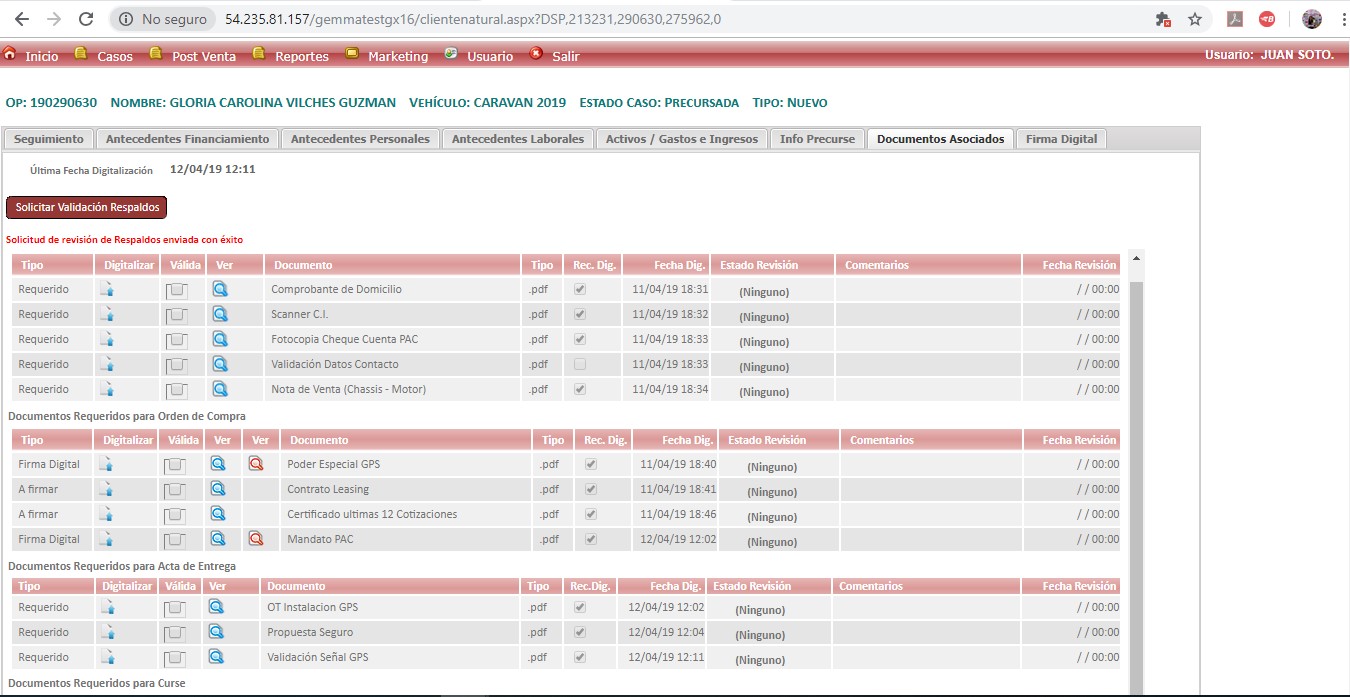 No seguro 54.235.81.157/gemmatestgx16/clientenatural.aspx?DSP,213231,290630,275962,0
Inicio Casos Post Venta Reportes Marketing Usuario Salir Usuario: JUAN SOTO.
OP: 190290630 NOMBRE: GLORIA CAROLINA VILCHES GUZMAN VEHÍCULO: CARAVAN 2019 ESTADO CASO: PRECURSADA TIPO: NUEVO
Seguimiento Antecedentes Financiamiento Antecedentes Personales Antecedentes Laborales Activos / Gastos e Ingresos Info Precurse Documentos Asociados Firma Digital
Última Fecha Digitalización 12/04/19 12:11
Solicitar Validación Respaldos
Solicitud de revisión de Respaldos enviada con éxito
Tipo Digitalizar Válida Ver Documento Tipo Rec. Dig. Fecha Dig. Estado Revisión Comentarios Fecha Revisión
Requerido Comprobante de Domicilio .pdf 11/04/19 18:31 (Ninguno) / / 00:00
Requerido Scanner C.I. .pdf 11/04/19 18:32 (Ninguno) / / 00:00
Requerido Fotocopia Cheque Cuenta PAC .pdf 11/04/19 18:33 (Ninguno) / / 00:00
Requerido Validación Datos Contacto .pdf 11/04/19 18:33 (Ninguno) / / 00:00
Requerido Nota de Venta (Chassis - Motor) .pdf 11/04/19 18:34 (Ninguno) / / 00:00
Documentos Requeridos para Orden de Compra
Tipo Digitalizar Válida Ver Ver Documento Tipo Rec. Dig. Fecha Dig. Estado Revisión Comentarios Fecha Revisión
Firma Digital Poder Especial GPS .pdf 11/04/19 18:40 (Ninguno) / / 00:00
A firmar Contrato Leasing .pdf 11/04/19 18:41 (Ninguno) / / 00:00
A firmar Certificado ultimas 12 Cotizaciones .pdf 11/04/19 18:46 (Ninguno) / / 00:00
Firma Digital Mandato PAC .pdf 12/04/19 12:02 (Ninguno) / / 00:00
Documentos Requeridos para Acta de Entrega
Tipo Digitalizar Válida Ver Documento Tipo Rec.Dig. Fecha Dig. Estado Revisión Comentarios Fecha Revisión
Requerido OT Instalacion GPS .pdf 12/04/19 12:02 (Ninguno) / / 00:00
Requerido Propuesta Seguro .pdf 12/04/19 12:04 (Ninguno) / / 00:00
Requerido Validación Señal GPS .pdf 12/04/19 12:11 (Ninguno) / / 00:00
Documentos Requeridos para Curse